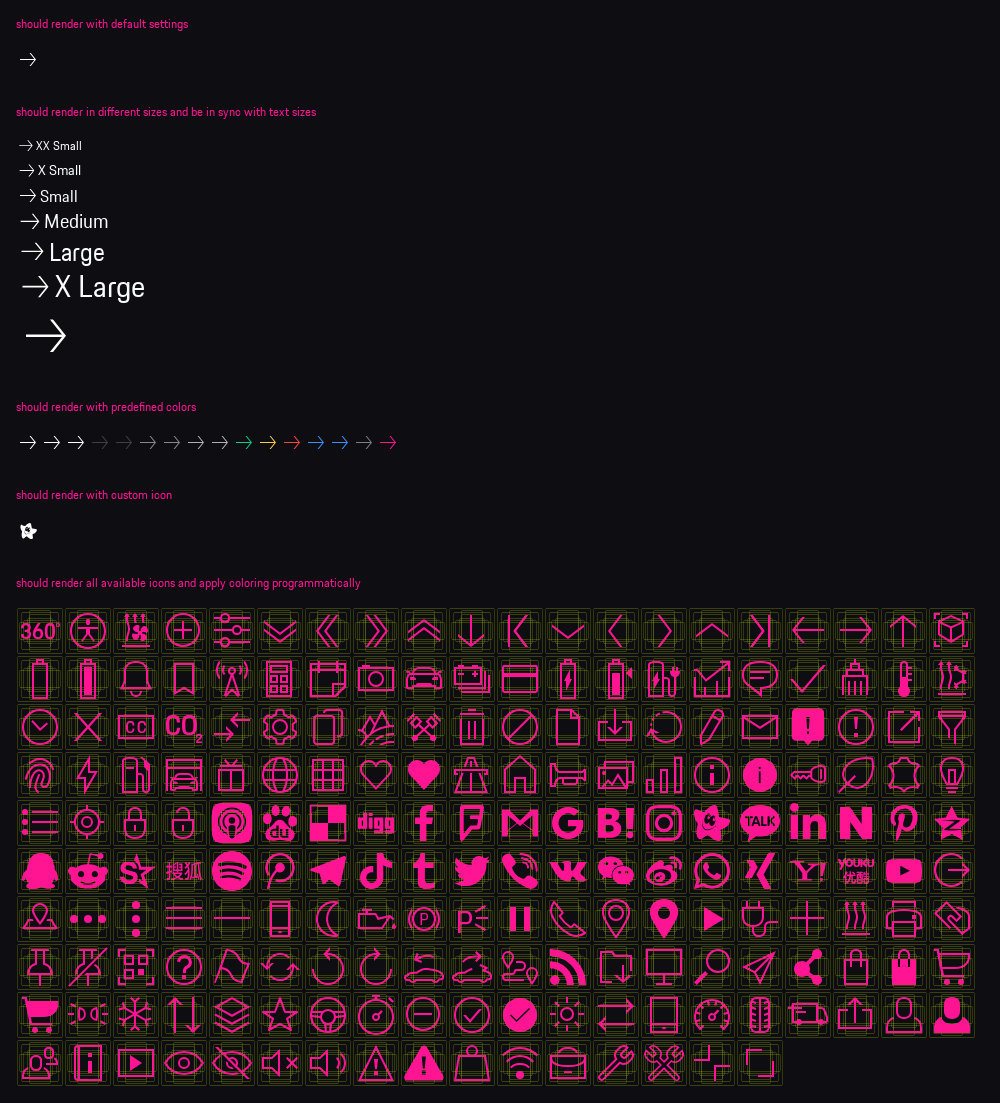 should render with default settings
should render in different sizes and be in sync with text sizes
XX Small
X Small
Small
Medium
Large
X Large
should render with predefined colors
should render with custom icon
should render all available icons and apply coloring programmatically
360°
CC
CO2
du
digg
B!
TALK
in
N
搜狐
Y!
YOUKU
优酷
P
P